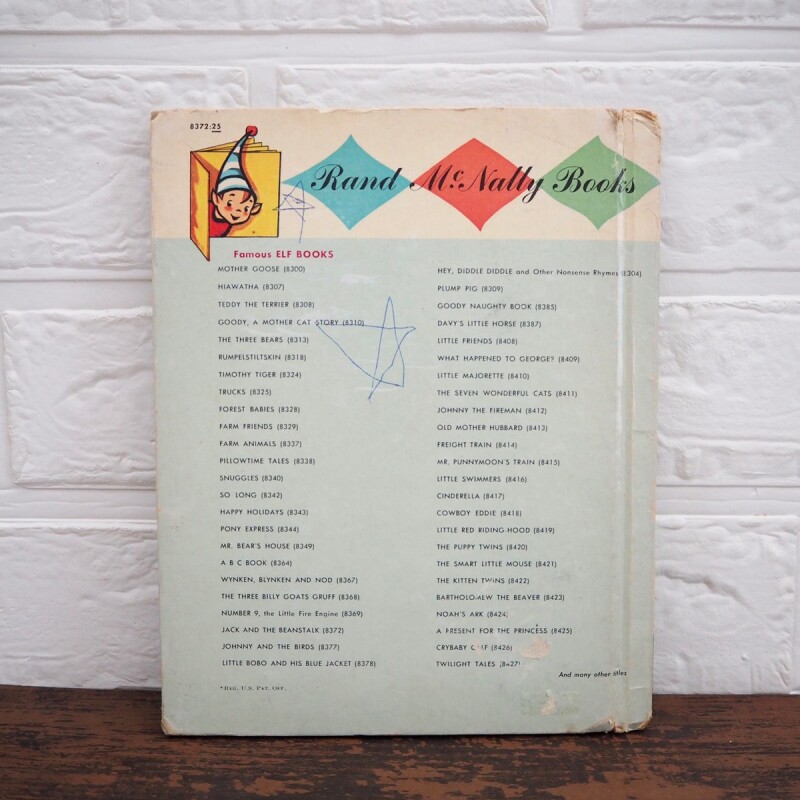 8372:25
Rand McNally Books
Famous ELF BOOKS
MOTHER GOOSE (8300)
HIAWATHA (8307)
TEDDY THE TERRIER (8308)
GOODY, A MOTHER CAT STORY (8310)
THE THREE BEARS (8313)
RUMPELSTILTSKIN (8318)
TIMOTHY TIGER (8324)
TRUCKS (8325)
FOREST BABIES (8328)
FARM FRIENDS (8329)
FARM ANIMALS (8337)
PILLOWTIME TALES (8338)
SNUGGLES (8340)
SO LONG (8342)
HAPPY HOLIDAYS (8343)
PONY EXPRESS (8344)
MR. BEAR'S HOUSE (8349)
A B C BOOK (8364)
WYNKEN, BLYNKEN AND NOD (8367)
THE THREE BILLY GOATS GRUFF (8368)
NUMBER 9, the Little Fire Engine (8369)
JACK AND THE BEANSTALK (8372)
JOHNNY AND THE BIRDS (8377)
LITTLE BOBO AND HIS BLUE JACKET (8378)
*REG. U.S. PAT. OFF.
HEY, DIDDLE DIDDLE and Other Nonsense Rhymes (8304)
PLUMP PIG (8309)
GOODY NAUGHTY BOOK (8385)
DAVY'S LITTLE HORSE (8387)
LITTLE FRIENDS (8408)
WHAT HAPPENED TO GEORGE? (8409)
LITTLE MAJORETTE (8410)
THE SEVEN WONDERFUL CATS (8411)
JOHNNY THE FIREMAN (8412)
OLD MOTHER HUBBARD (8413)
FREIGHT TRAIN (8414)
MR. PUNNYMOON'S TRAIN (8415)
LITTLE SWIMMERS (8416)
CINDERELLA (8417)
COWBOY EDDIE (8418)
LITTLE RED RIDING-HOOD (8419)
THE PUPPY TWINS (8420)
THE SMART LITTLE MOUSE (8421)
THE KITTEN TWINS (8422)
BARTHOLOMEW THE BEAVER (8423)
NOAH'S ARK (8424)
A PRESENT FOR THE PRINCESS (8425)
CRYBABY (8426)
TWILIGHT TALES (8427)
And many other titles